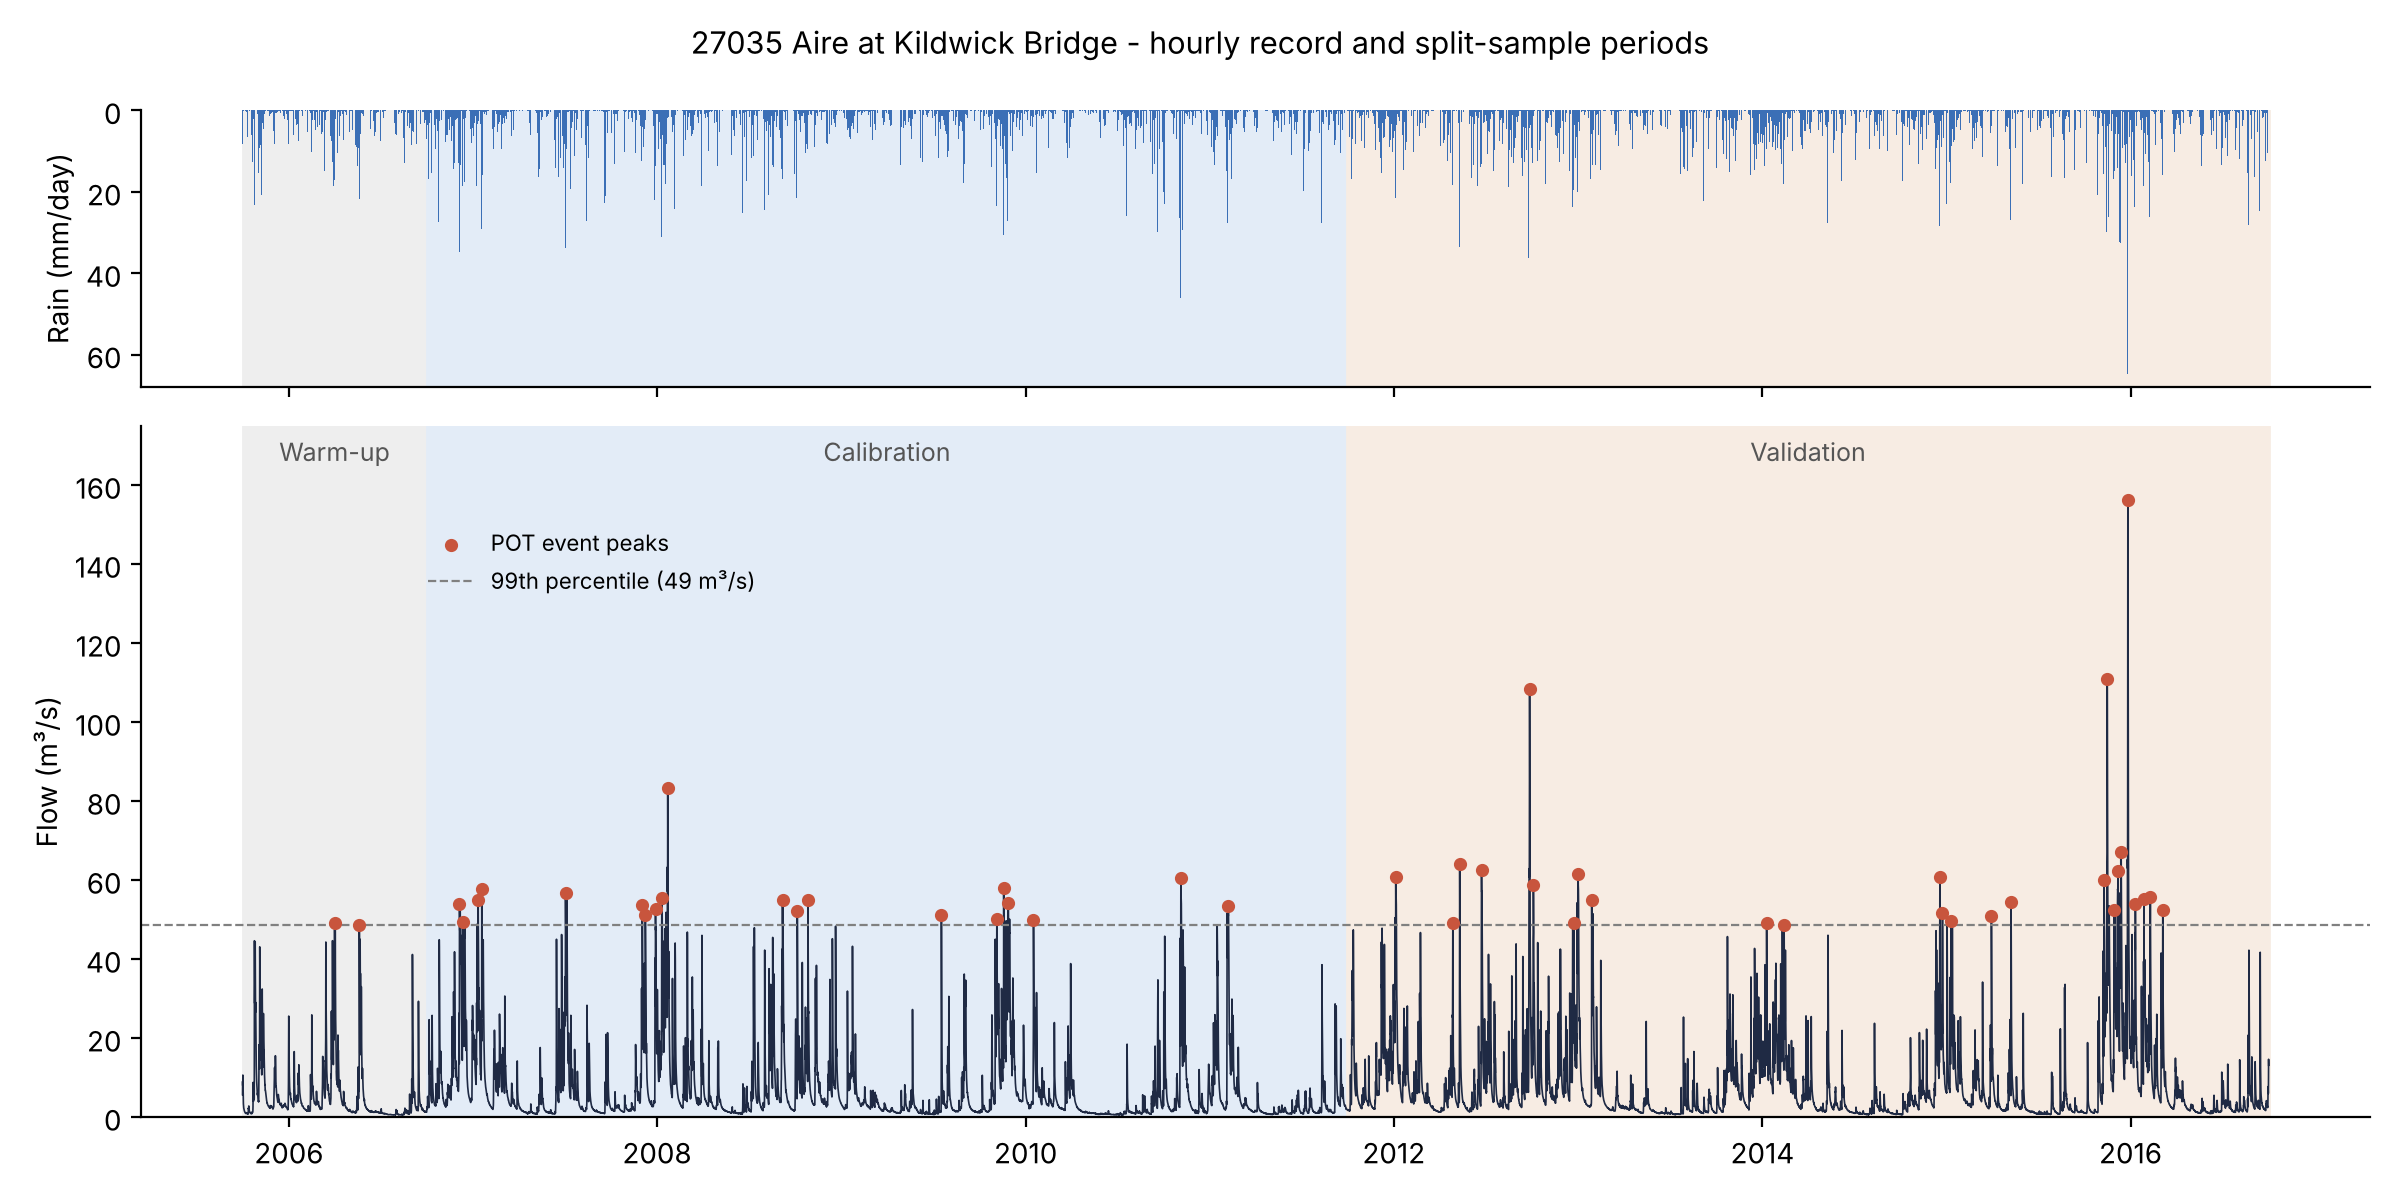 27035 Aire at Kildwick Bridge - hourly record and split-sample periods
Rain (mm/day)
0
20
40
60
Warm-up
Calibration
Validation
POT event peaks
99th percentile (49 m³/s)
Flow (m³/s)
160
140
120
100
80
60
40
20
0
2006
2008
2010
2012
2014
2016